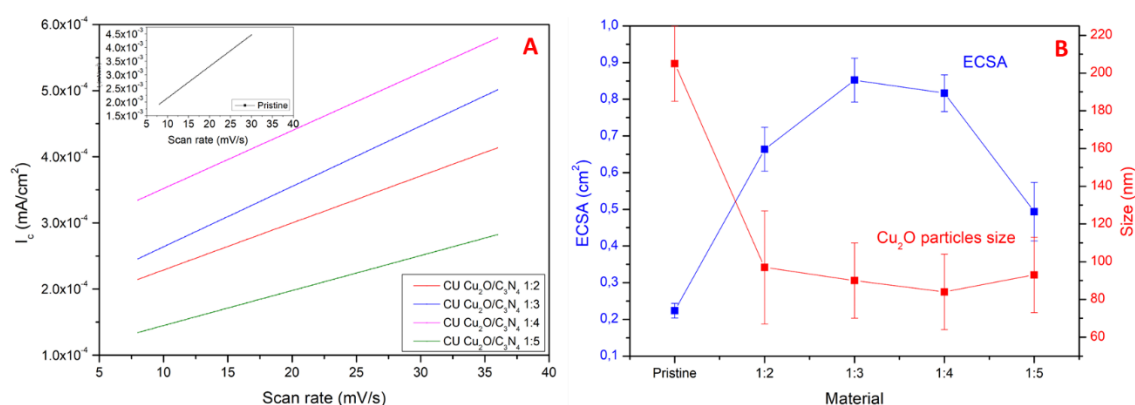 A
6.0x10⁻⁴
5.0x10⁻⁴
4.0x10⁻⁴
3.0x10⁻⁴
2.0x10⁻⁴
1.0x10⁻⁴
I_c (mA/cm²)
5 10 15 20 25 30 35 40
Scan rate (mV/s)
4.5x10⁻³
4.0x10⁻³
3.5x10⁻³
3.0x10⁻³
2.5x10⁻³
2.0x10⁻³
1.5x10⁻³
5 10 15 20 25 30 35 40
Scan rate (mV/s)
Pristine
CU Cu₂O/C₃N₄ 1:2
CU Cu₂O/C₃N₄ 1:3
CU Cu₂O/C₃N₄ 1:4
CU Cu₂O/C₃N₄ 1:5
B
1,0
0,9
0,8
0,7
0,6
0,5
0,4
0,3
0,2
0,1
ECSA (cm²)
ECSA
Cu₂O particles size
220
200
180
160
140
120
100
80
60
Size (nm)
Pristine 1:2 1:3 1:4 1:5
Material